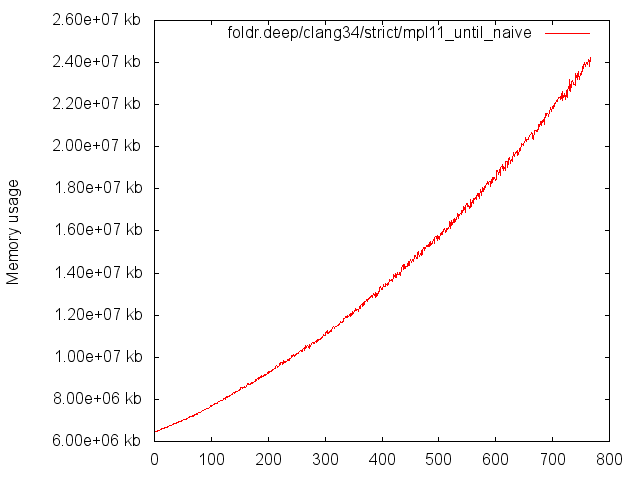 2.60e+07 kb
foldr.deep/clang34/strict/mpl11_until_naive
2.40e+07 kb
2.20e+07 kb
2.00e+07 kb
1.80e+07 kb
1.60e+07 kb
1.40e+07 kb
1.20e+07 kb
1.00e+07 kb
8.00e+06 kb
6.00e+06 kb
Memory usage
0 100 200 300 400 500 600 700 800